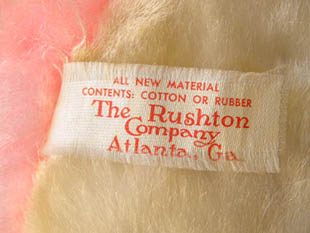 ALL NEW MATERIAL
CONTENTS: COTTON OR RUBBER
The Rushton
Company
Atlanta, Ga.